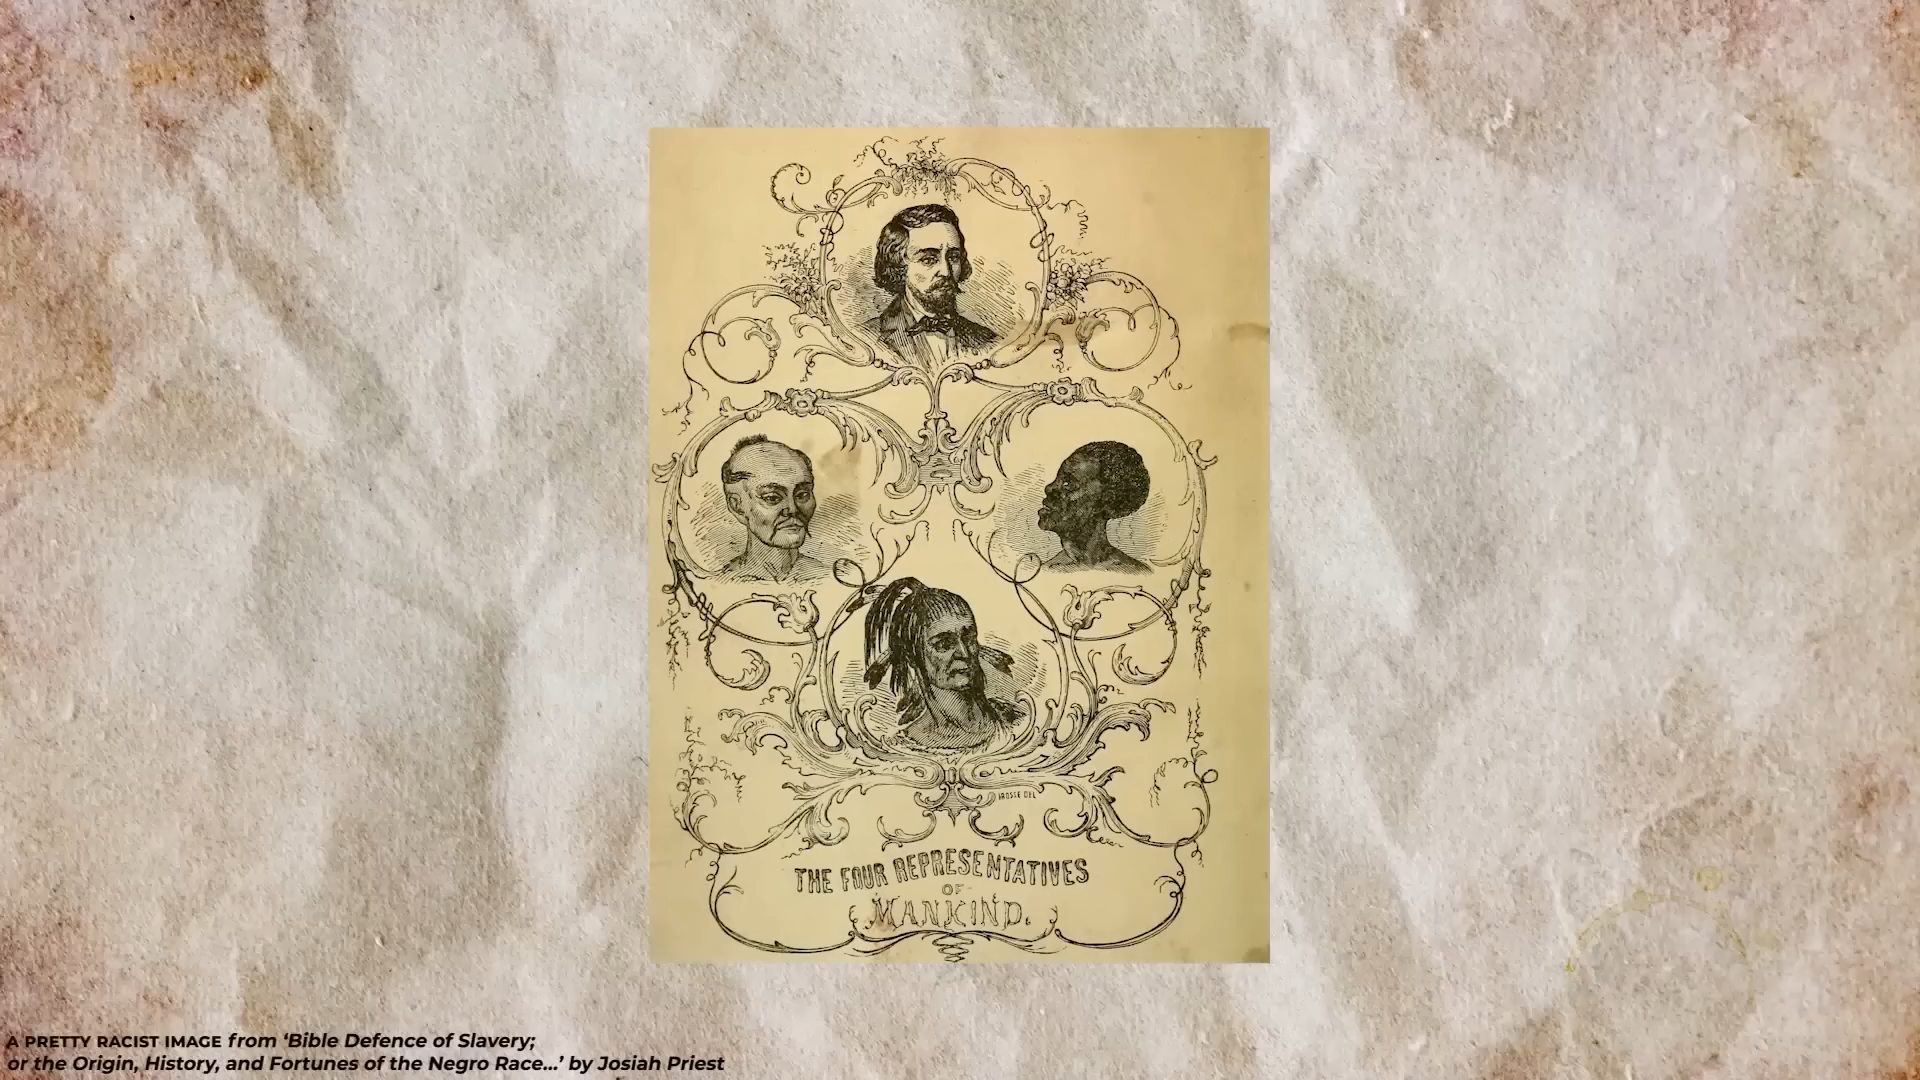 THE FOUR REPRESENTATIVES
OF
MANKIND.
A PRETTY RACIST IMAGE from ‘Bible Defence of Slavery;
or the Origin, History, and Fortunes of the Negro Race...’ by Josiah Priest